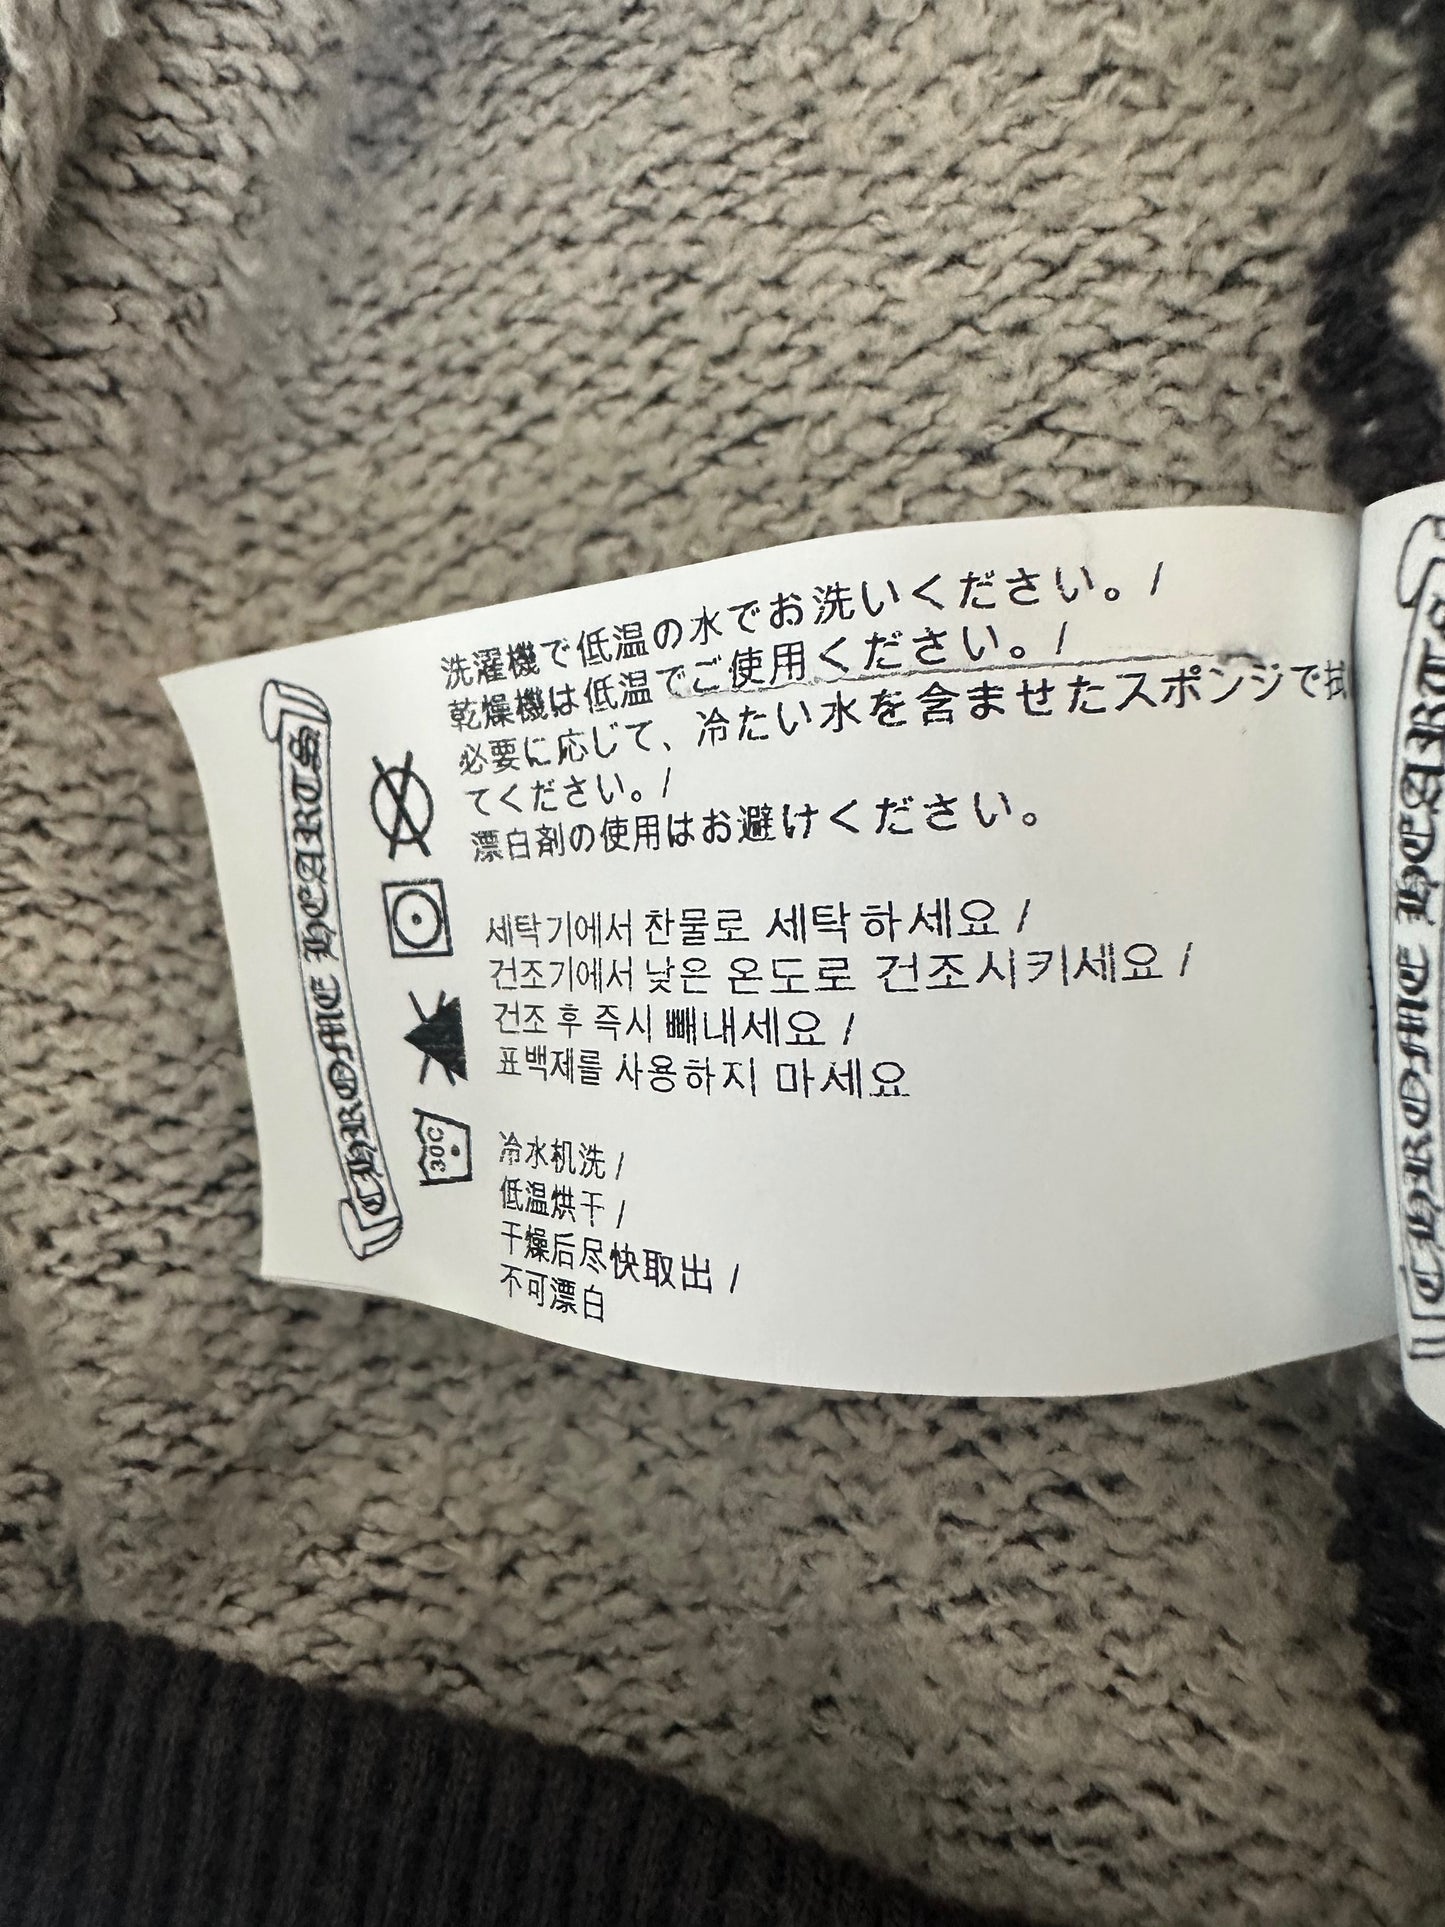 CHROME HEARTS
洗濯機で低温の水でお洗いください。/
乾燥機は低温でご使用ください。/
必要に応じて、冷たい水を含ませたスポンジで拭
てください。/
漂白剤の使用はお避けください。
세탁기에서 찬물로 세탁하세요 /
건조기에서 낮은 온도로 건조시키세요 /
건조 후 즉시 빼내세요 /
표백제를 사용하지 마세요
冷水机洗 /
低温烘干 /
干燥后尽快取出 /
不可漂白
30C
CHROME HEARTS